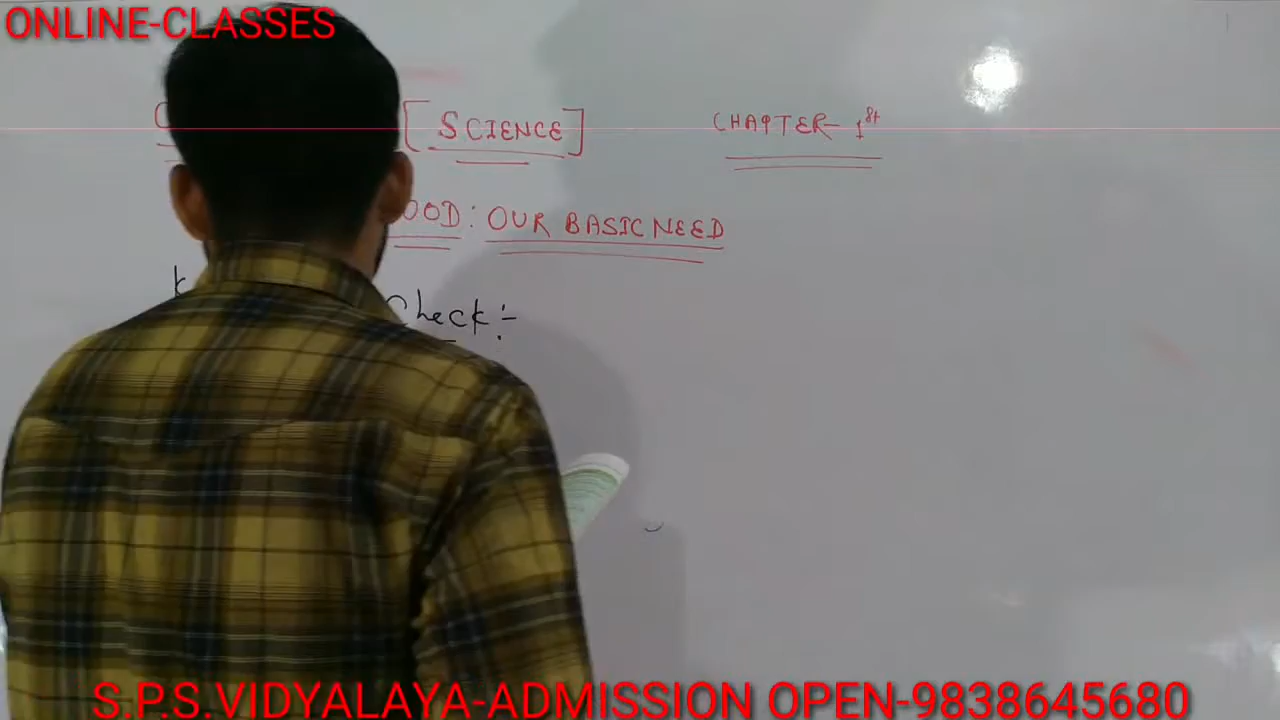 ONLINE-CLASSES
[SCIENCE] CHAPTER- 1st
OOD: OUR BASIC NEED
Check:-
S.P.S.VIDYALAYA-ADMISSION OPEN-9838645680